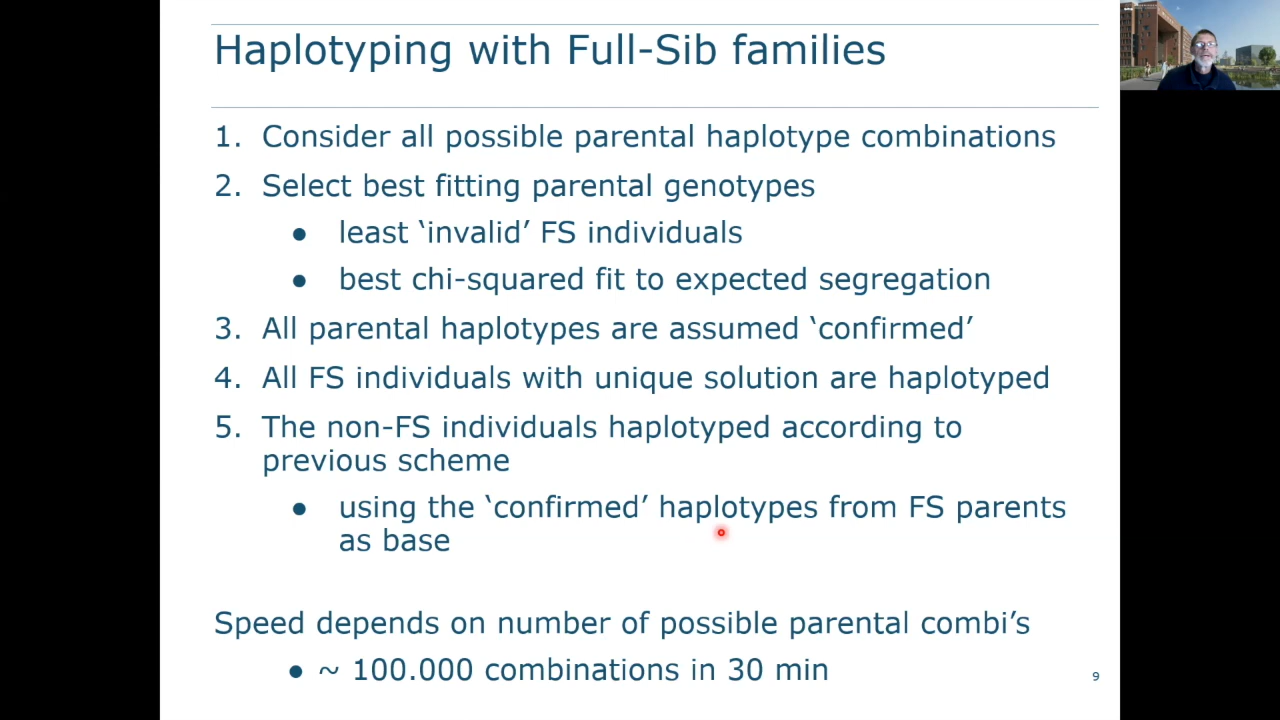 Haplotyping with Full-Sib families
1. Consider all possible parental haplotype combinations
2. Select best fitting parental genotypes
● least ‘invalid’ FS individuals
● best chi-squared fit to expected segregation
3. All parental haplotypes are assumed ‘confirmed’
4. All FS individuals with unique solution are haplotyped
5. The non-FS individuals haplotyped according to
previous scheme
● using the ‘confirmed’ haplotypes from FS parents
as base
Speed depends on number of possible parental combi’s
● ~ 100.000 combinations in 30 min
9